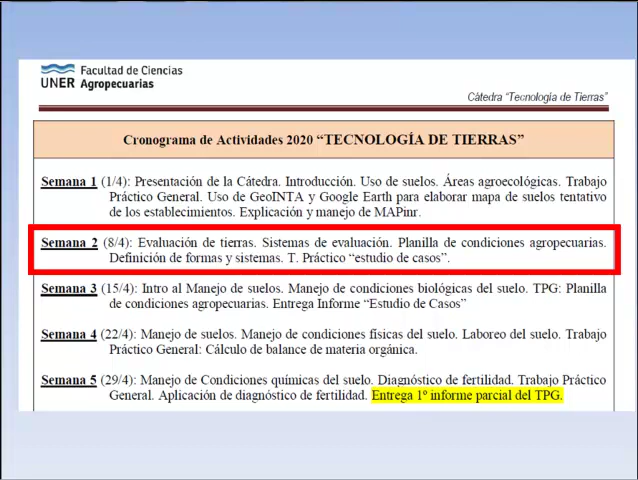 Facultad de Ciencias
UNER Agropecuarias
Cátedra "Tecnología de Tierras"
Cronograma de Actividades 2020 "TECNOLOGÍA DE TIERRAS"
Semana 1 (1/4): Presentación de la Cátedra. Introducción. Uso de suelos. Áreas agroecológicas. Trabajo
Práctico General. Uso de GeoINTA y Google Earth para elaborar mapa de suelos tentativo
de los establecimientos. Explicación y manejo de MAPinr.
Semana 2 (8/4): Evaluación de tierras. Sistemas de evaluación. Planilla de condiciones agropecuarias.
Definición de formas y sistemas. T. Práctico "estudio de casos".
Semana 3 (15/4): Intro al Manejo de suelos. Manejo de condiciones biológicas del suelo. TPG: Planilla
de condiciones agropecuarias. Entrega Informe "Estudio de Casos"
Semana 4 (22/4): Manejo de suelos. Manejo de condiciones físicas del suelo. Laboreo del suelo. Trabajo
Práctico General: Cálculo de balance de materia orgánica.
Semana 5 (29/4): Manejo de Condiciones químicas del suelo. Diagnóstico de fertilidad. Trabajo Práctico
General. Aplicación de diagnóstico de fertilidad. Entrega 1º informe parcial del TPG.